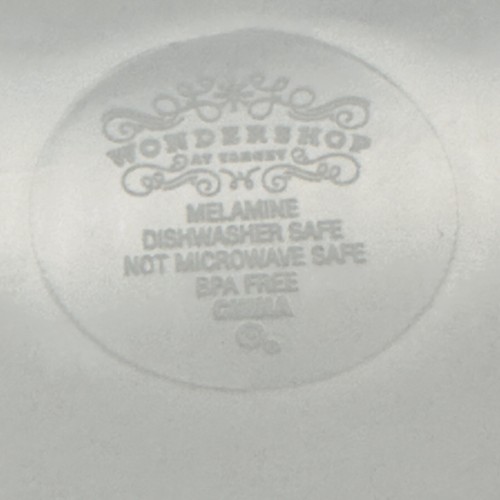 WONDERSHOP
AT TARGET
MELAMINE
DISHWASHER SAFE
NOT MICROWAVE SAFE
BPA FREE
CHINA